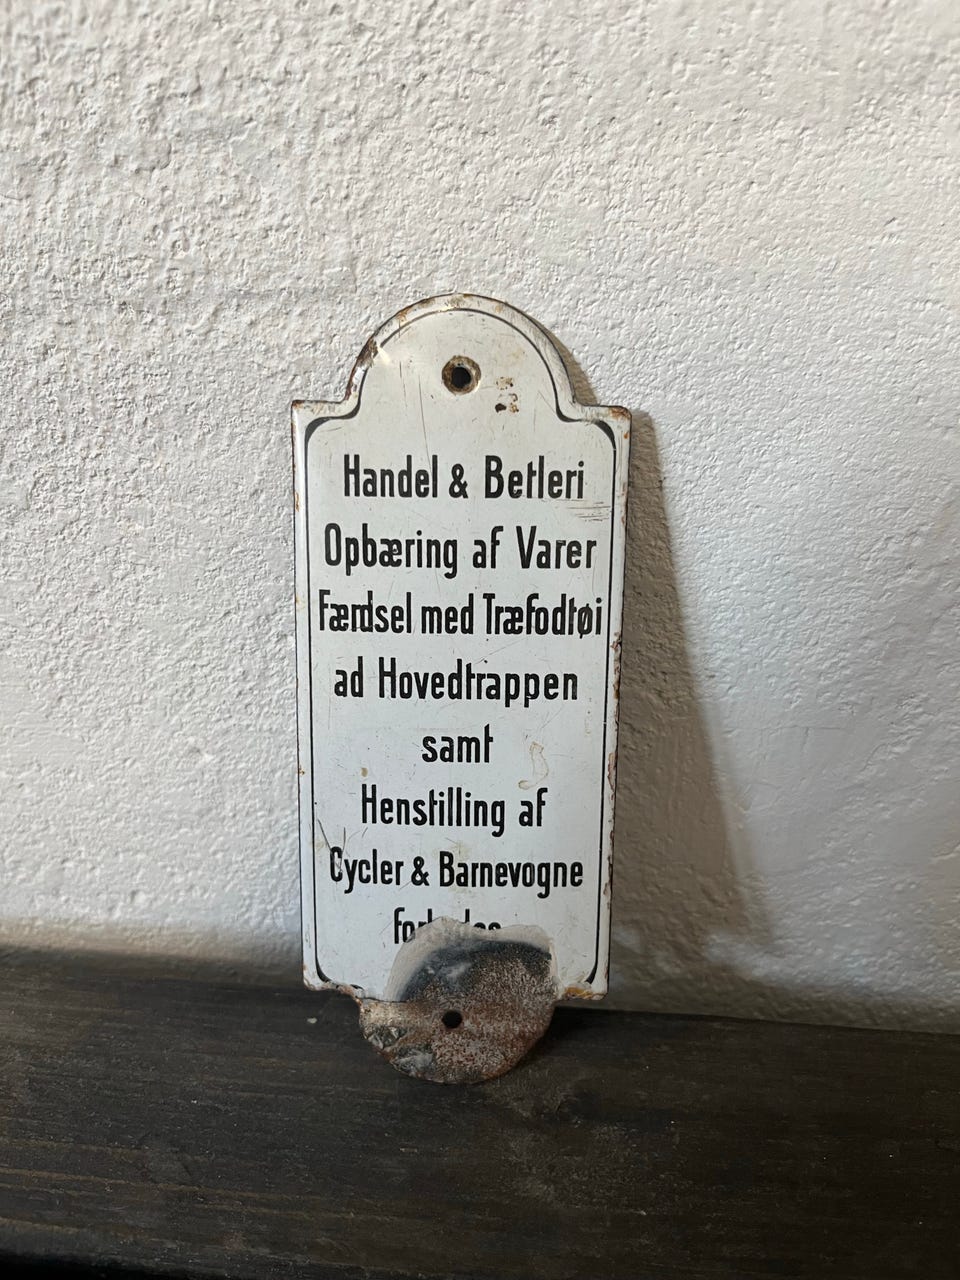 Handel & Betleri
Opbæring af Varer
Færdsel med Træfodtøi
ad Hovedtrappen
samt
Henstilling af
Cycler & Barnevogne